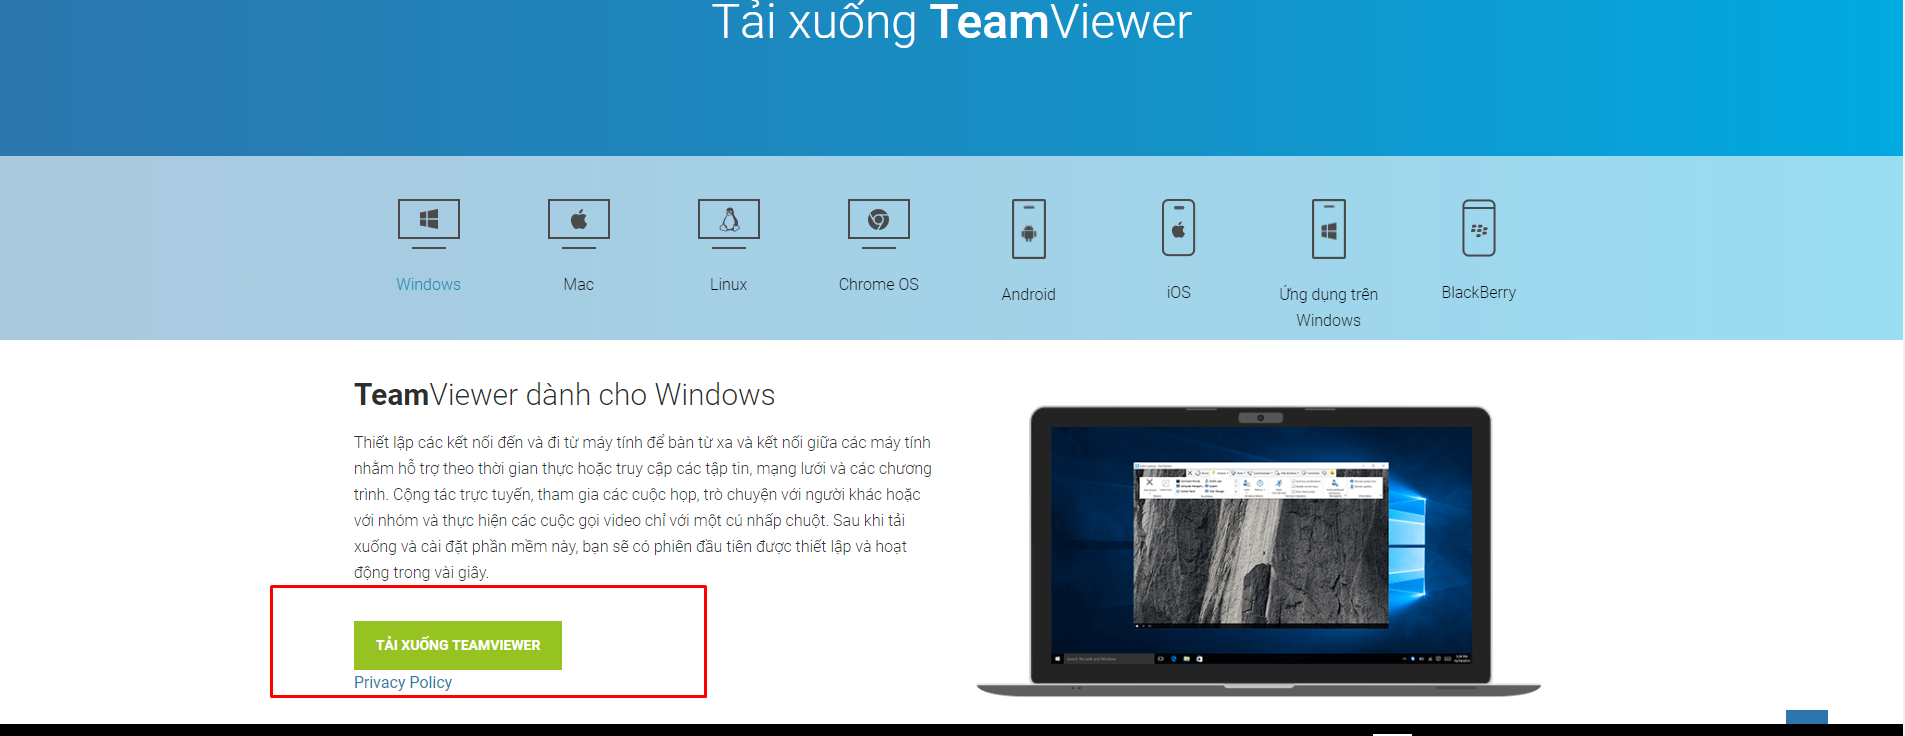 Tải xuống TeamViewer
Windows
Mac
Linux
Chrome OS
Android
iOS
Ứng dụng trên
Windows
BlackBerry
TeamViewer dành cho Windows
Thiết lập các kết nối đến và đi từ máy tính để bàn từ xa và kết nối giữa các máy tính
nhằm hỗ trợ theo thời gian thực hoặc truy cập các tập tin, mạng lưới và các chương
trình. Cộng tác trực tuyến, tham gia các cuộc họp, trò chuyện với người khác hoặc
với nhóm và thực hiện các cuộc gọi video chỉ với một cú nhấp chuột. Sau khi tải
xuống và cài đặt phần mềm này, bạn sẽ có phiên đầu tiên được thiết lập và hoạt
động trong vài giây.
TẢI XUỐNG TEAMVIEWER
Privacy Policy
Search the web and Windows